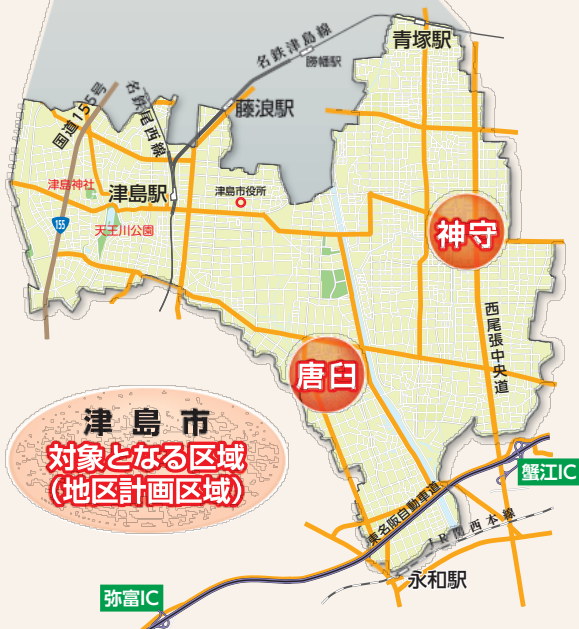 青塚駅
名鉄津島線
勝幡駅
国道155号
名鉄尾西線
藤浪駅
津島神社
津島駅
津島市役所
155
天王川公園
神守
西尾張中央道
唐臼
津島市
対象となる区域
（地区計画区域）
蟹江IC
東名阪自動車道
JR関西本線
永和駅
弥富IC